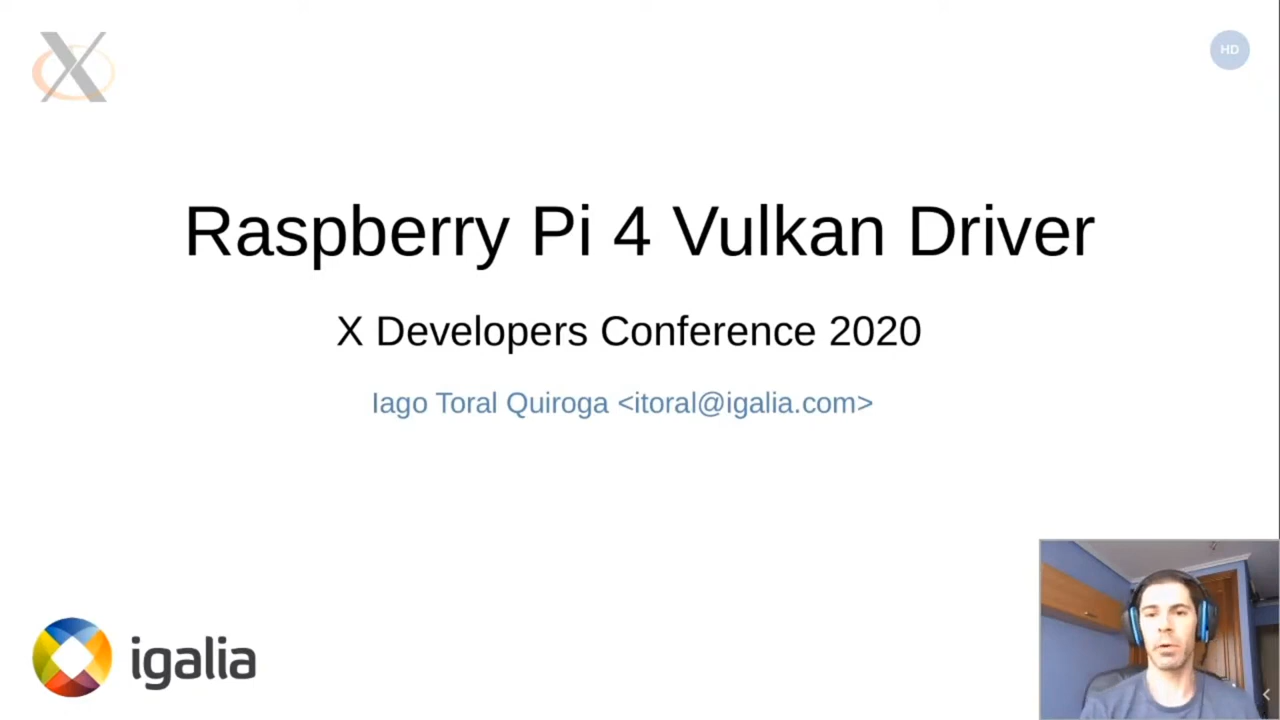 HD
Raspberry Pi 4 Vulkan Driver
X Developers Conference 2020
Iago Toral Quiroga <itoral@igalia.com>
igalia